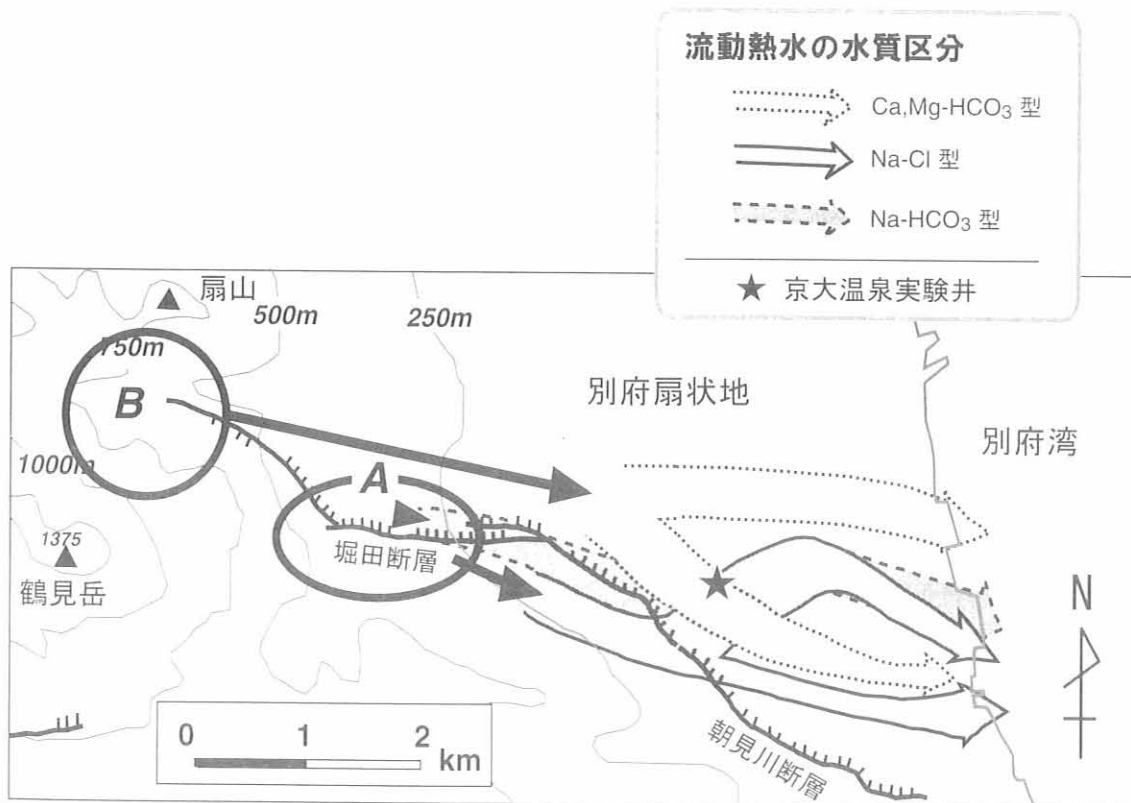 流動熱水の水質区分
Ca,Mg-HCO3 型
Na-Cl 型
Na-HCO3 型
★ 京大温泉実験井
扇山
500m
250m
750m
B
別府扇状地
別府湾
1000m
A
1375
堀田断層
鶴見岳
N
朝見川断層
0 1 2
km